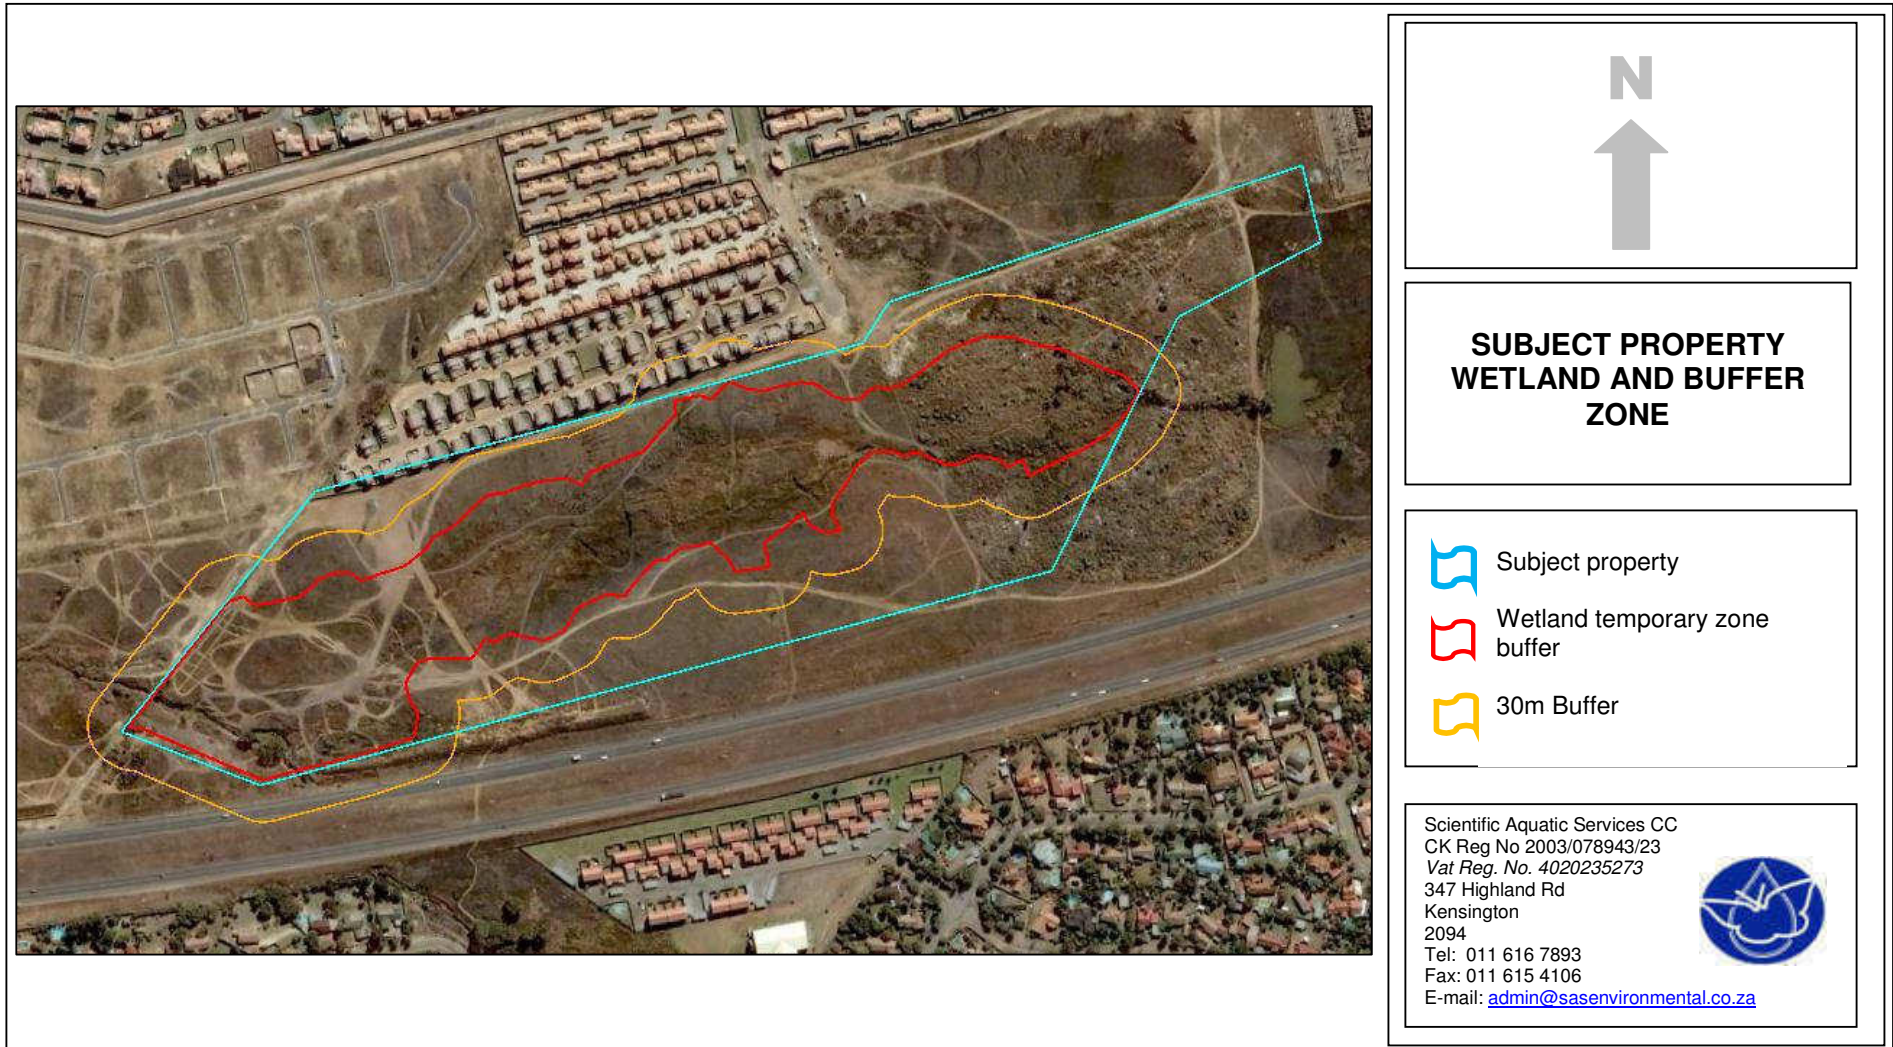 N
SUBJECT PROPERTY
WETLAND AND BUFFER
ZONE
Subject property
Wetland temporary zone
buffer
30m Buffer
Scientific Aquatic Services CC
CK Reg No 2003/078943/23
Vat Reg. No. 4020235273
347 Highland Rd
Kensington
2094
Tel: 011 616 7893
Fax: 011 615 4106
E-mail: admin@sasenvironmental.co.za